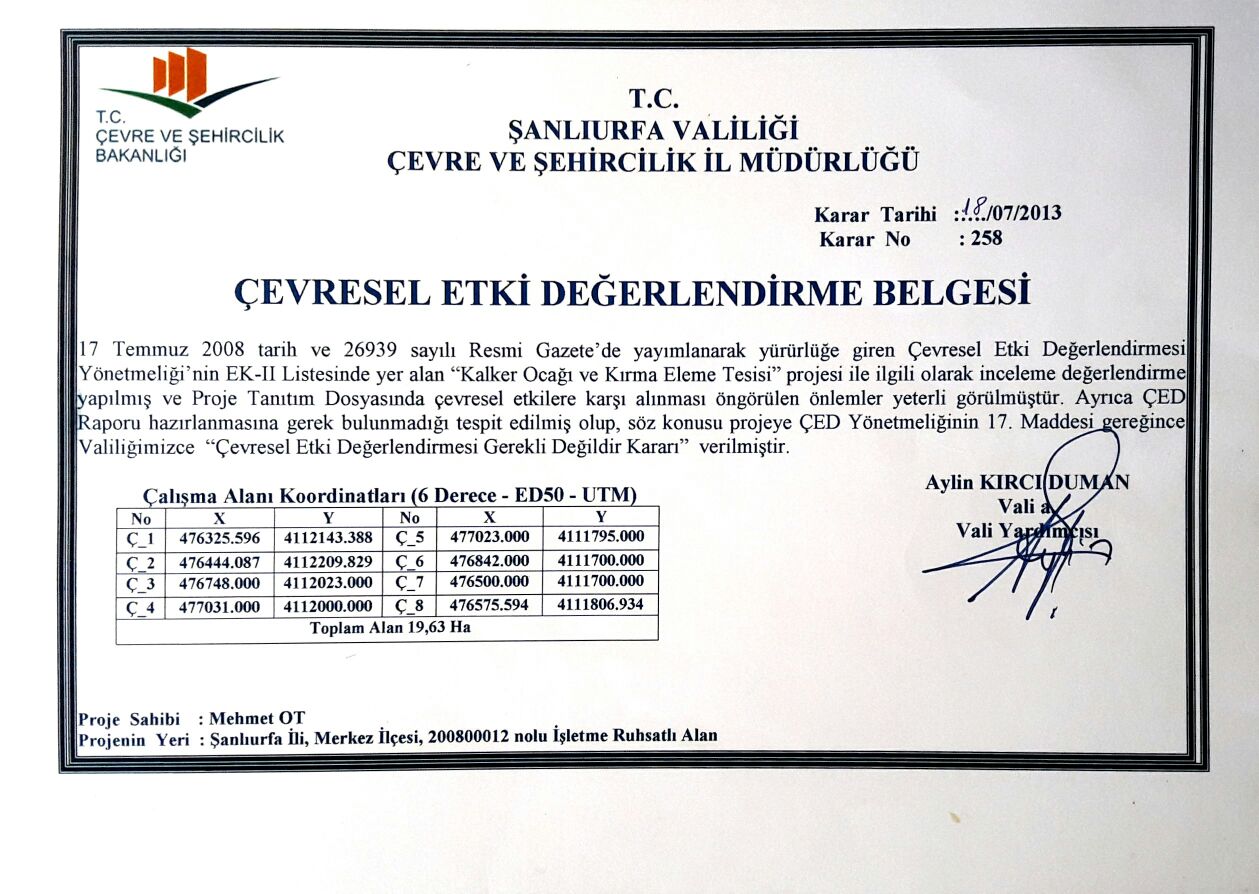 T.C.
ÇEVRE VE ŞEHİRCİLİK
BAKANLIĞI
T.C.
ŞANLIURFA VALİLİĞİ
ÇEVRE VE ŞEHİRCİLİK İL MÜDÜRLÜĞÜ
Karar Tarihi :18/07/2013
Karar No : 258
ÇEVRESEL ETKİ DEĞERLENDİRME BELGESİ
17 Temmuz 2008 tarih ve 26939 sayılı Resmi Gazete’de yayımlanarak yürürlüğe giren Çevresel Etki Değerlendirmesi
Yönetmeliği’nin EK-II Listesinde yer alan “Kalker Ocağı ve Kırma Eleme Tesisi” projesi ile ilgili olarak inceleme değerlendirme
yapılmış ve Proje Tanıtım Dosyasında çevresel etkilere karşı alınması öngörülen önlemler yeterli görülmüştür. Ayrıca ÇED
Raporu hazırlanmasına gerek bulunmadığı tespit edilmiş olup, söz konusu projeye ÇED Yönetmeliğinin 17. Maddesi gereğince
Valiliğimizce “Çevresel Etki Değerlendirmesi Gerekli Değildir Kararı” verilmiştir.
Aylin KIRCI DUMAN
Vali a
Vali Yardımcısı
Çalışma Alanı Koordinatları (6 Derece - ED50 - UTM)
No X Y No X Y
Ç_1 476325.596 4112143.388 Ç_5 477023.000 4111795.000
Ç_2 476444.087 4112209.829 Ç_6 476842.000 4111700.000
Ç_3 476748.000 4112023.000 Ç_7 476500.000 4111700.000
Ç_4 477031.000 4112000.000 Ç_8 476575.594 4111806.934
Toplam Alan 19,63 Ha
Proje Sahibi : Mehmet OT
Projenin Yeri : Şanlıurfa İli, Merkez İlçesi, 200800012 nolu İşletme Ruhsatlı Alan